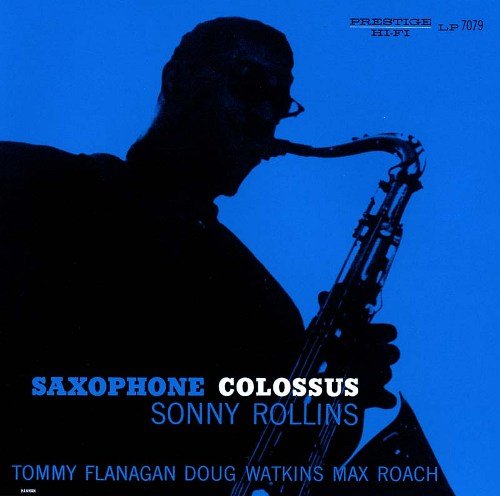 PRESTIGE LP 7079
HI-FI
SAXOPHONE COLOSSUS
SONNY ROLLINS
TOMMY FLANAGAN DOUG WATKINS MAX ROACH